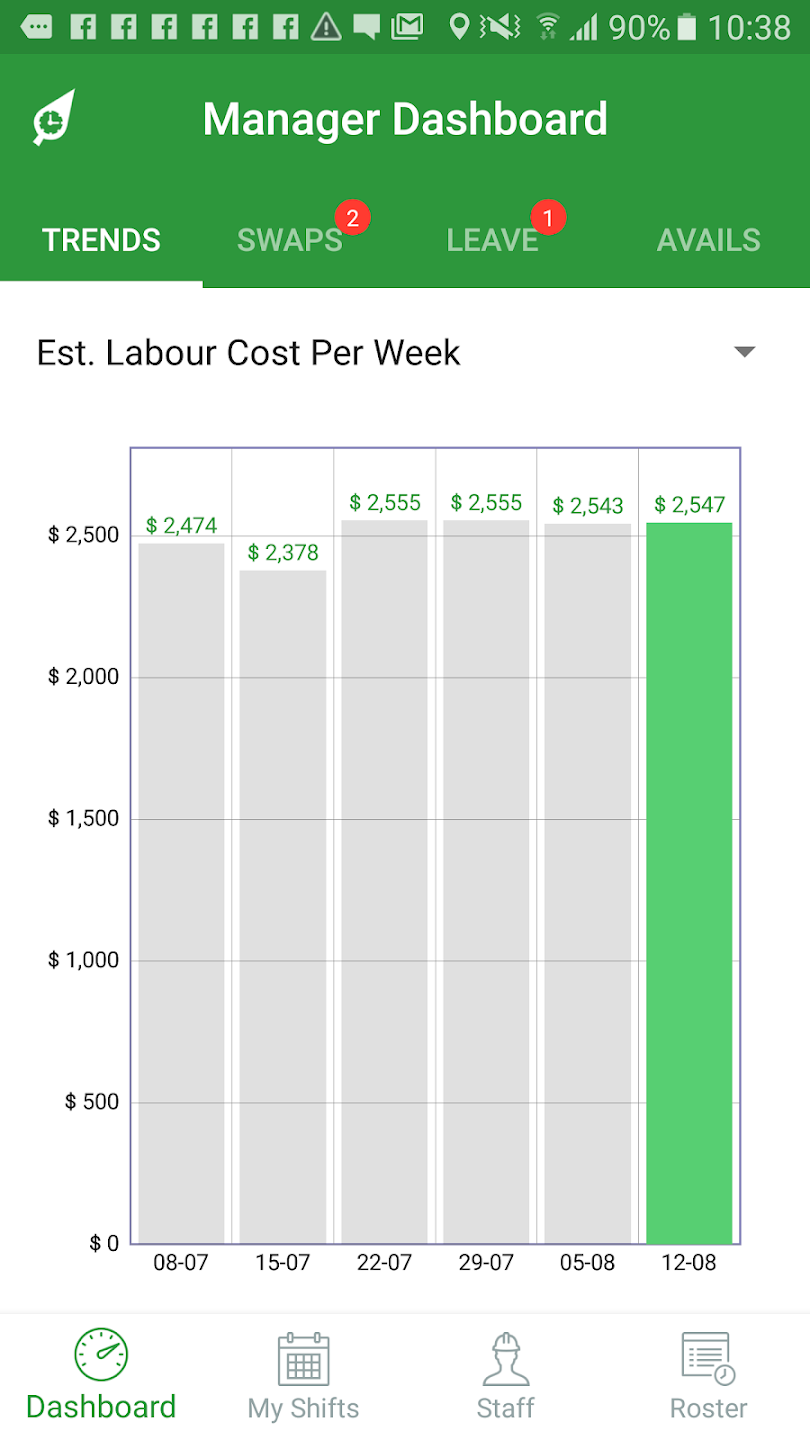 90% 10:38
Manager Dashboard
TRENDS SWAPS 2 LEAVE 1 AVAILS
Est. Labour Cost Per Week
$ 2,474 $ 2,378 $ 2,555 $ 2,555 $ 2,543 $ 2,547
$ 2,500
$ 2,000
$ 1,500
$ 1,000
$ 500
$ 0
08-07 15-07 22-07 29-07 05-08 12-08
Dashboard My Shifts Staff Roster